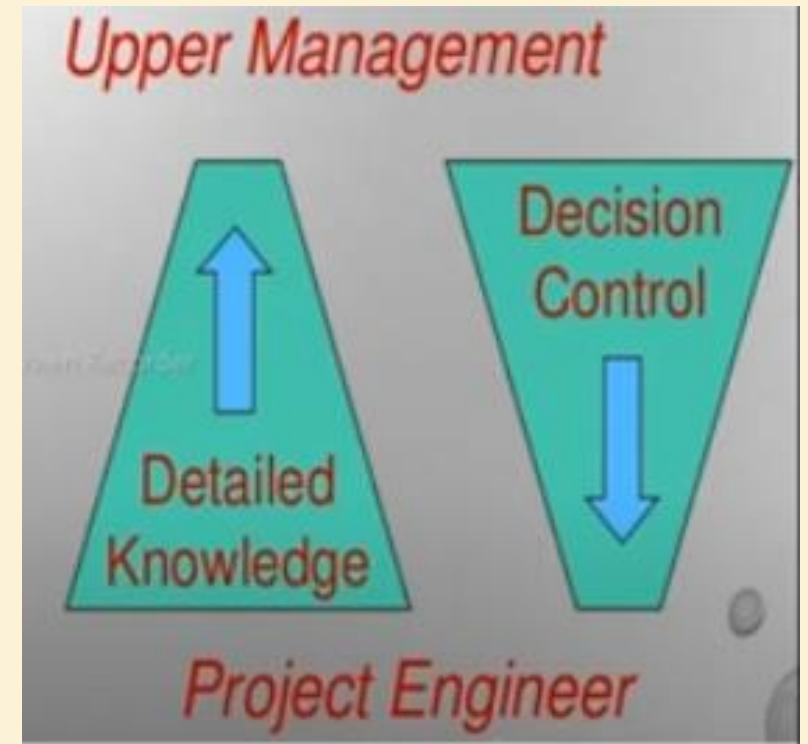 Upper Management
Decision
Control
Detailed
Knowledge
Project Engineer